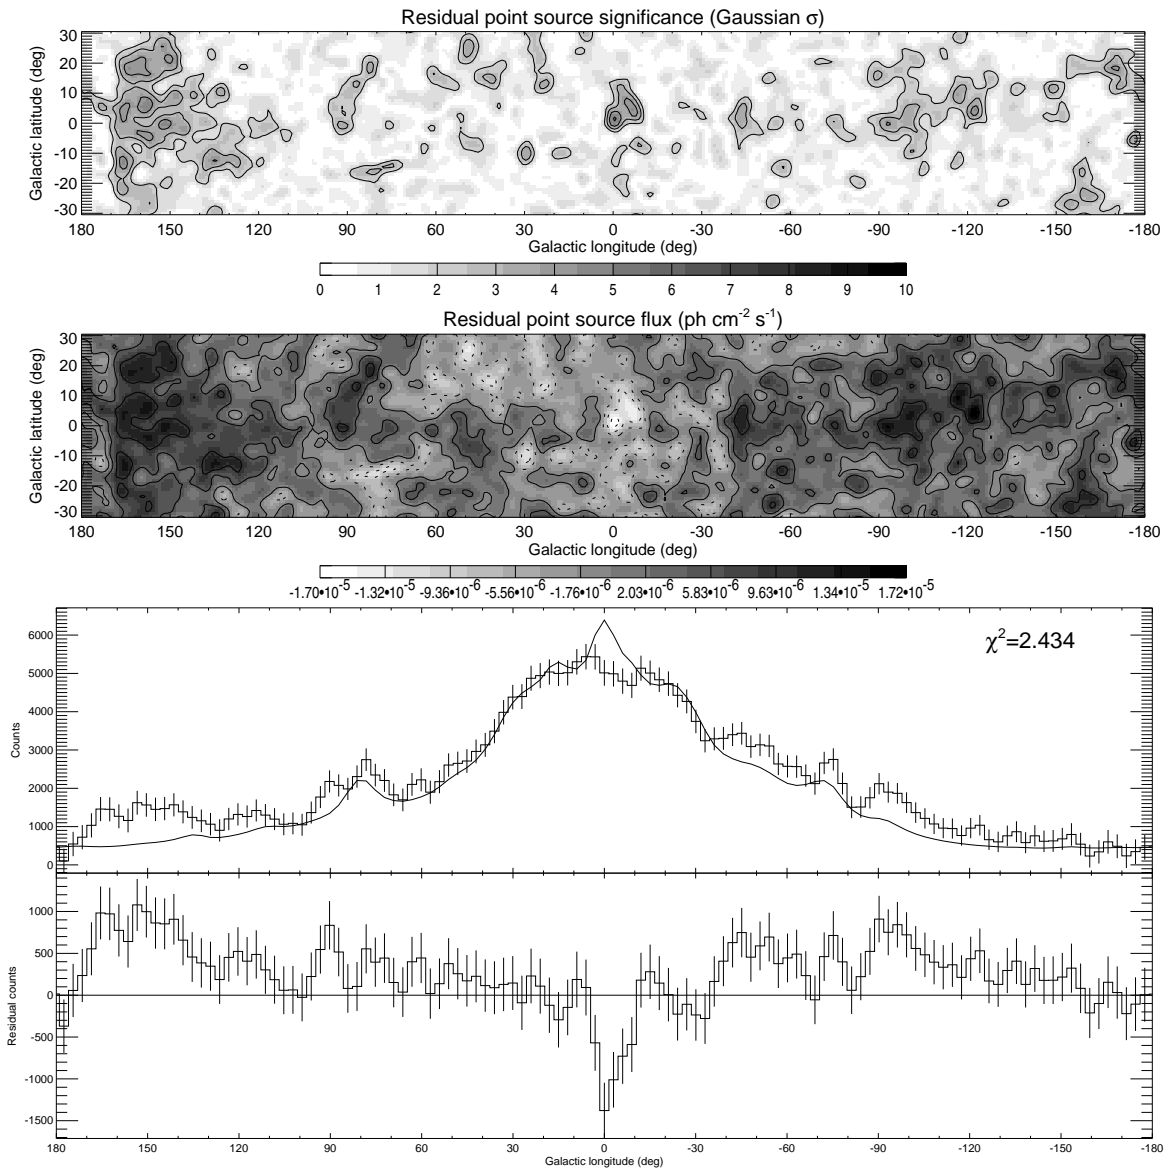 Residual point source significance (Gaussian σ)
Galactic latitude (deg)
30
20
10
0
-10
-20
-30
180 150 120 90 60 30 0 -30 -60 -90 -120 -150 -180
Galactic longitude (deg)
0 1 2 3 4 5 6 7 8 9 10
Residual point source flux (ph cm⁻² s⁻¹)
Galactic latitude (deg)
30
20
10
0
-10
-20
-30
180 150 120 90 60 30 0 -30 -60 -90 -120 -150 -180
Galactic longitude (deg)
-1.70•10⁻⁵ -1.32•10⁻⁵ -9.36•10⁻⁶ -5.56•10⁻⁶ -1.76•10⁻⁶ 2.03•10⁻⁶ 5.83•10⁻⁶ 9.63•10⁻⁶ 1.34•10⁻⁵ 1.72•10⁻⁵
χ²=2.434
Counts
6000
5000
4000
3000
2000
1000
0
Residual counts
1000
500
0
-500
-1000
-1500
180 150 120 90 60 30 0 -30 -60 -90 -120 -150 -180
Galactic longitude (deg)